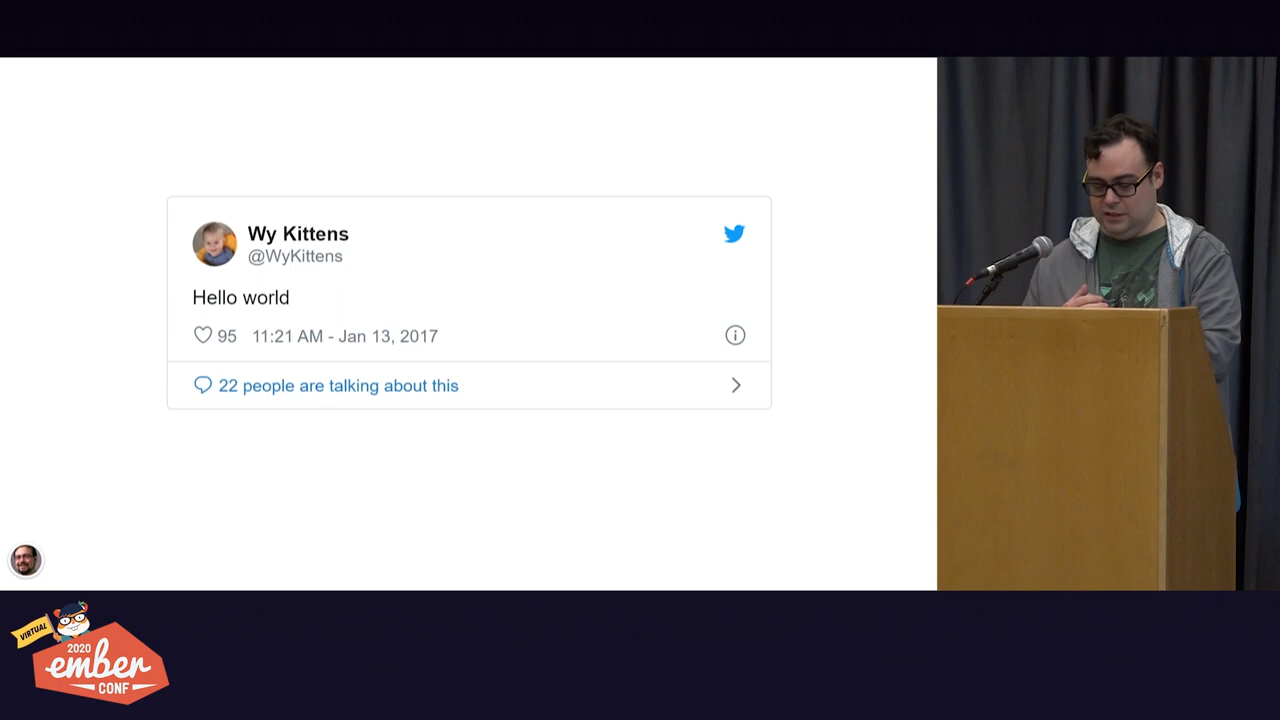 Wy Kittens
@WyKittens
Hello world
95 11:21 AM - Jan 13, 2017
22 people are talking about this
VIRTUAL
2020
ember
CONF